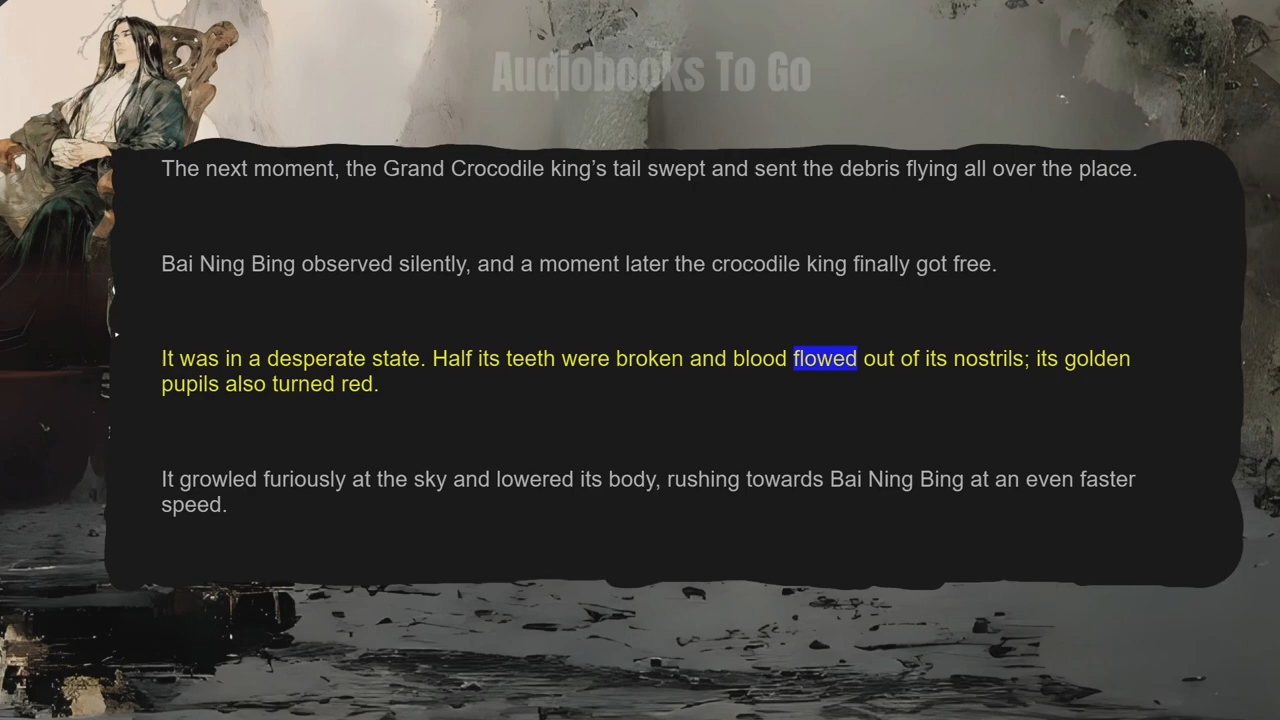 Audiobooks To Go
The next moment, the Grand Crocodile king’s tail swept and sent the debris flying all over the place.
Bai Ning Bing observed silently, and a moment later the crocodile king finally got free.
It was in a desperate state. Half its teeth were broken and blood flowed out of its nostrils; its golden
pupils also turned red.
It growled furiously at the sky and lowered its body, rushing towards Bai Ning Bing at an even faster
speed.